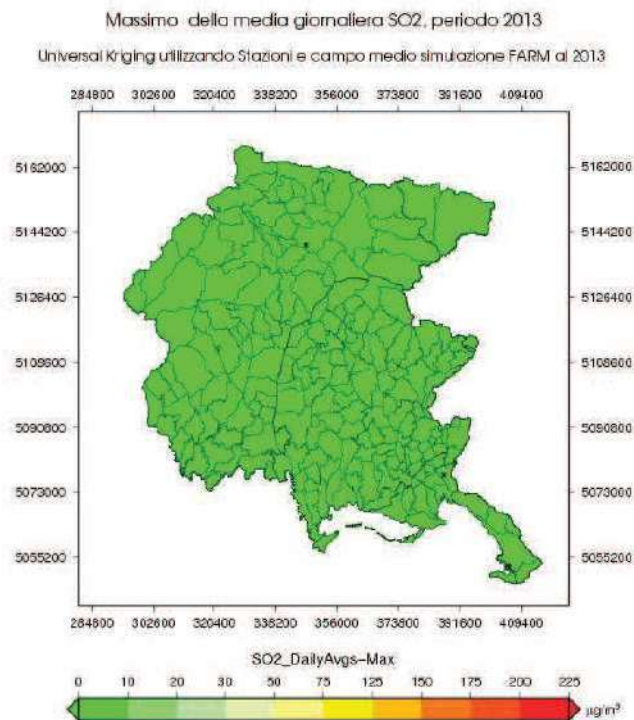 Massimo della media giornaliera SO2, periodo 2013
Universal Kriging utilizzando Stazioni e campo medio simulazione FARM al 2013
284800 302600 320400 338200 356000 373800 391600 409400
5162000 5162000
5144200 5144200
5126400 5126400
5108600 5108600
5090800 5090800
5073000 5073000
5055200 5055200
284800 302600 320400 338200 356000 373800 391600 409400
SO2_DailyAvgs-Max
0 10 20 30 50 75 125 150 175 200 225
µg/m³